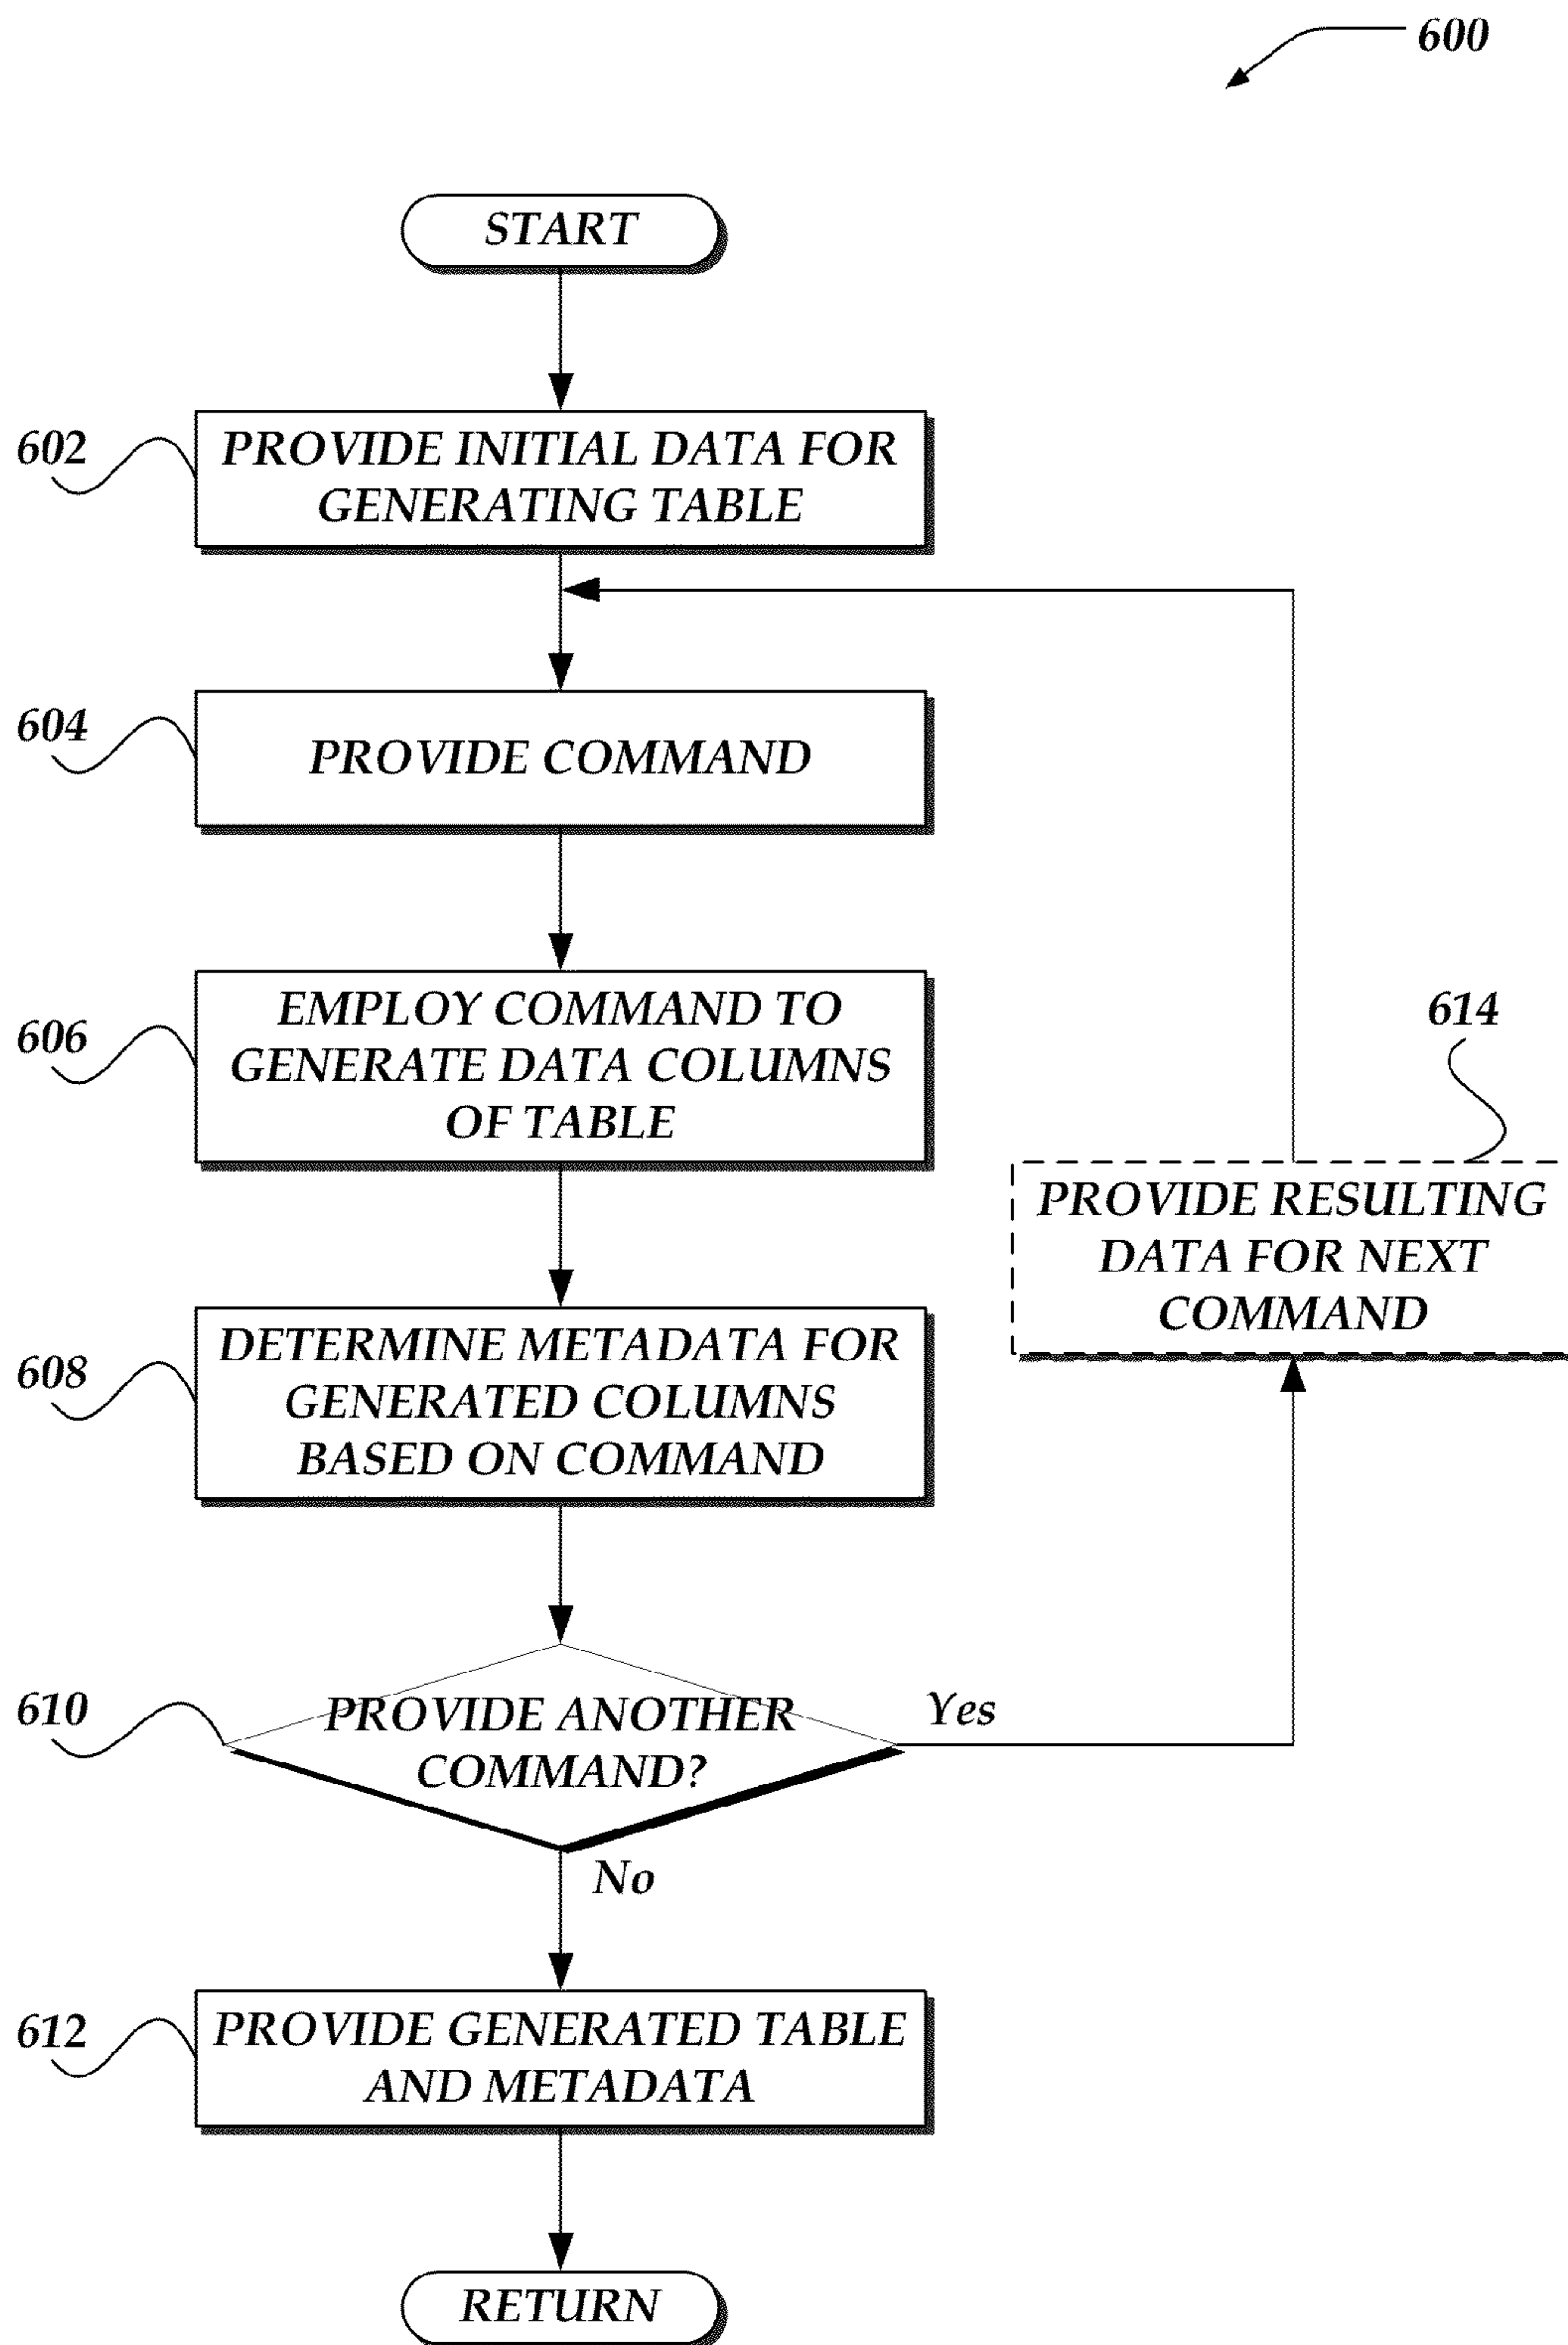 600
START
602
PROVIDE INITIAL DATA FOR
GENERATING TABLE
604
PROVIDE COMMAND
606
EMPLOY COMMAND TO
GENERATE DATA COLUMNS
OF TABLE
614
PROVIDE RESULTING
DATA FOR NEXT
COMMAND
608
DETERMINE METADATA FOR
GENERATED COLUMNS
BASED ON COMMAND
610
PROVIDE ANOTHER
COMMAND?
Yes
No
612
PROVIDE GENERATED TABLE
AND METADATA
RETURN